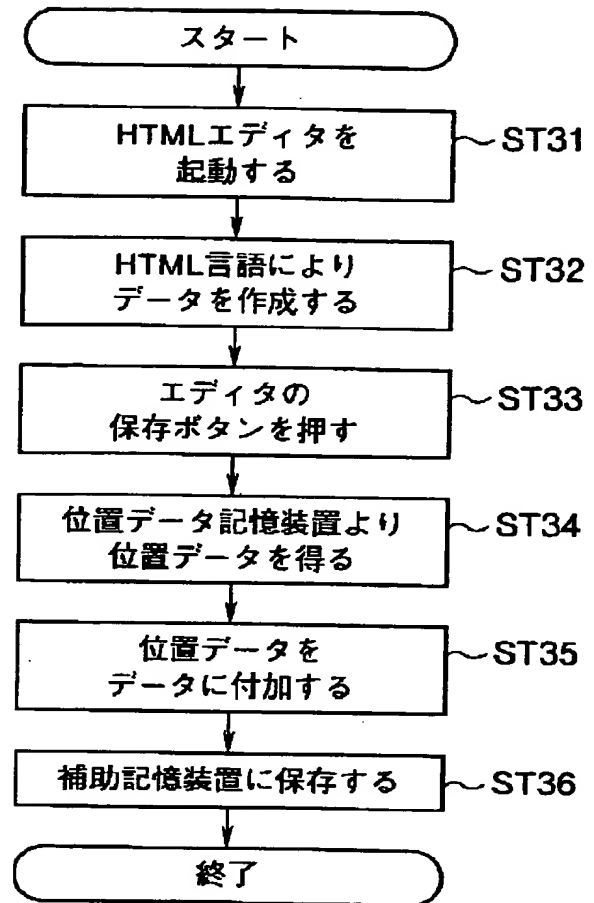 スタート
HTMLエディタを
起動する
ST31
HTML言語により
データを作成する
ST32
エディタの
保存ボタンを押す
ST33
位置データ記憶装置より
位置データを得る
ST34
位置データを
データに付加する
ST35
補助記憶装置に保存する
ST36
終了